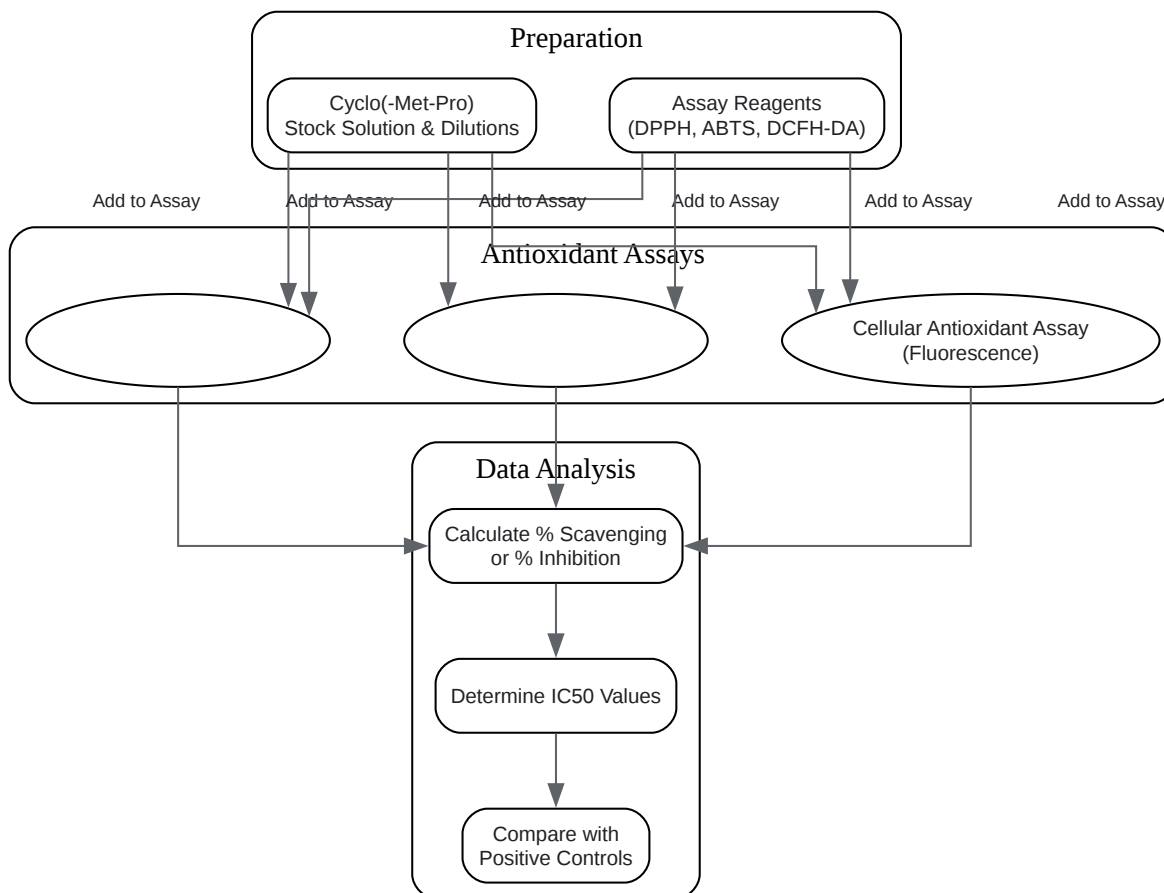 Preparation
Cyclo(-Met-Pro)
Stock Solution & Dilutions
Assay Reagents
(DPPH, ABTS, DCFH-DA)
Add to Assay
Add to Assay
Add to Assay
Add to Assay
Add to Assay
Add to Assay
Antioxidant Assays
Cellular Antioxidant Assay
(Fluorescence)
Data Analysis
Calculate % Scavenging
or % Inhibition
Determine IC50 Values
Compare with
Positive Controls